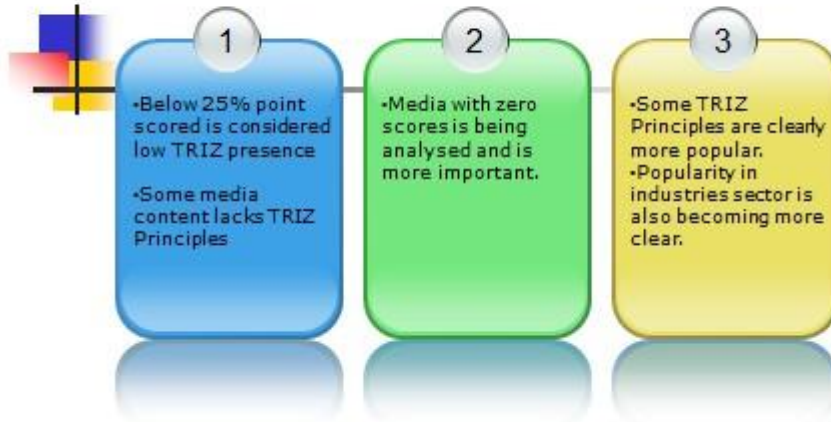 1
•Below 25% point
scored is considered
low TRIZ presence
•Some media
content lacks TRIZ
Principles
2
•Media with zero
scores is being
analysed and is
more important.
3
•Some TRIZ
Principles are clearly
more popular.
•Popularity in
industries sector is
also becoming more
clear.